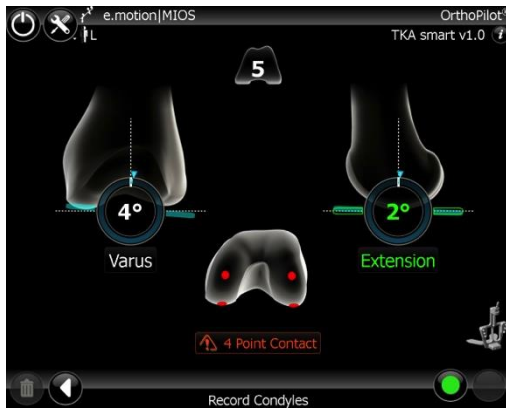 e.motion|MIOS
OrthoPilot®
L
TKA smart v1.0 i
5
4°
2°
Varus
Extension
4 Point Contact
Record Condyles